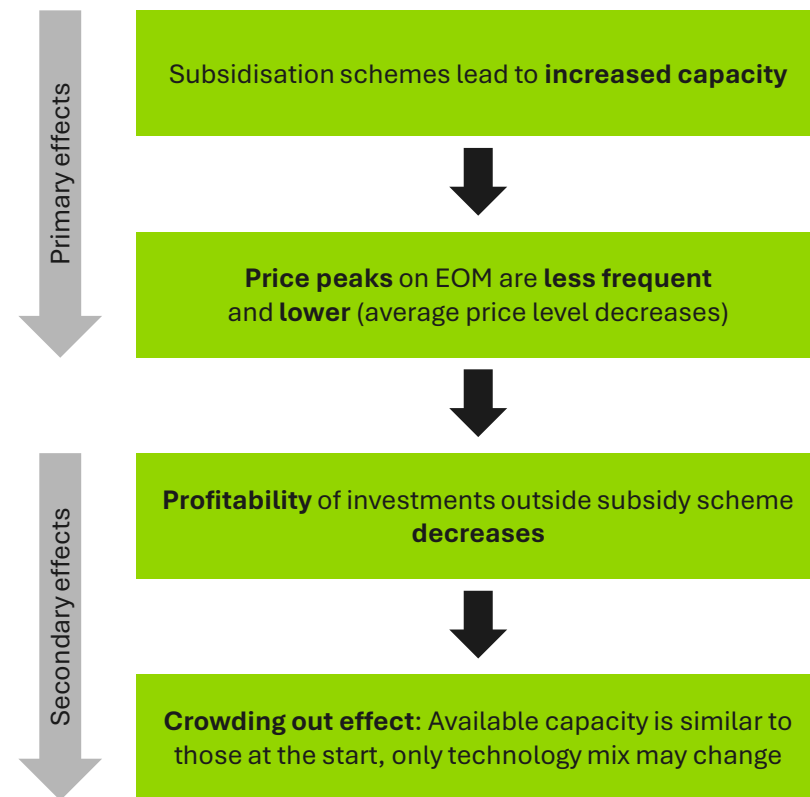 Primary effects
Subsidisation schemes lead to increased capacity
Price peaks on EOM are less frequent
and lower (average price level decreases)
Secondary effects
Profitability of investments outside subsidy scheme
decreases
Crowding out effect: Available capacity is similar to
those at the start, only technology mix may change